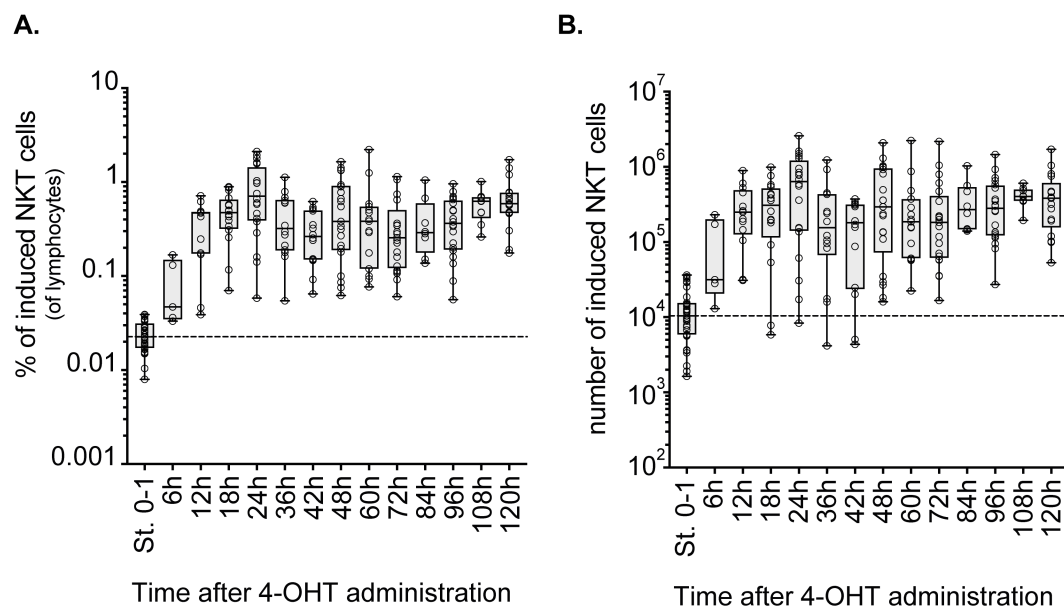 A.
% of induced NKT cells
(of lymphocytes)
10
1
0.1
0.01
0.001
St. 0-1
6h
12h
18h
24h
36h
42h
48h
60h
72h
84h
96h
108h
120h
Time after 4-OHT administration
B.
number of induced NKT cells
10⁷
10⁶
10⁵
10⁴
10³
10²
St. 0-1
6h
12h
18h
24h
36h
42h
48h
60h
72h
84h
96h
108h
120h
Time after 4-OHT administration